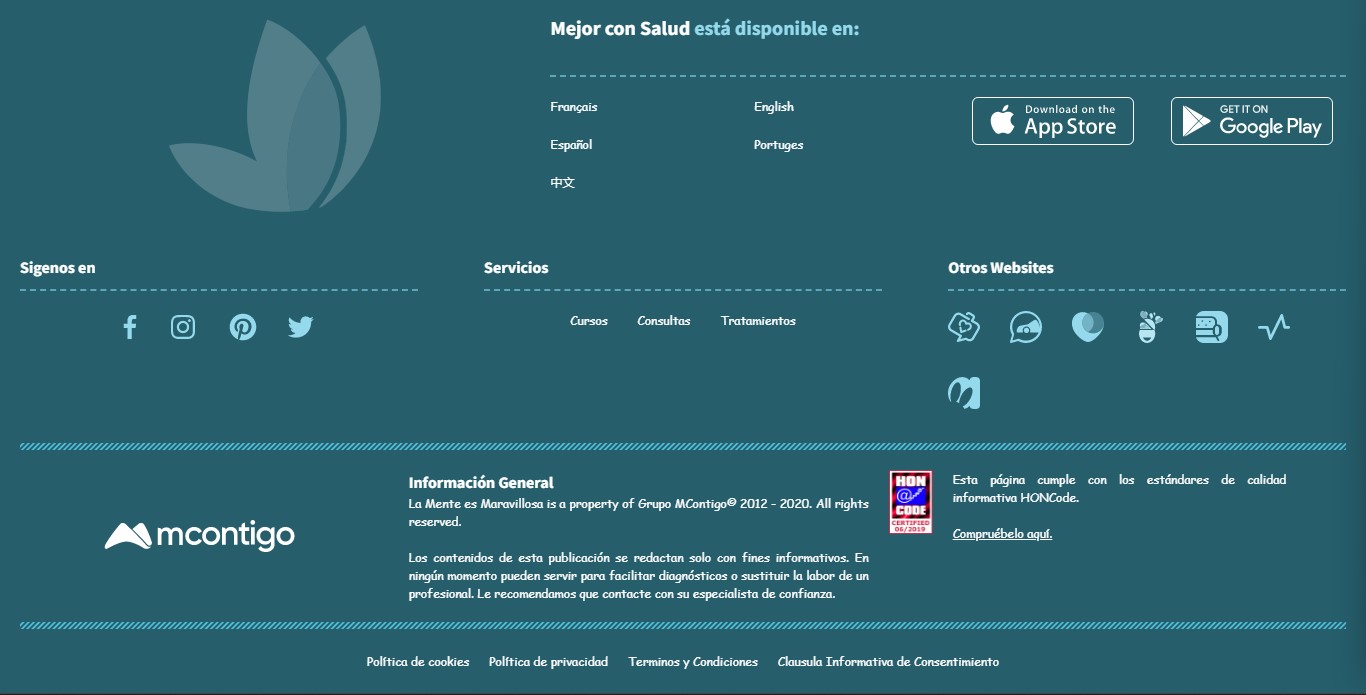 Mejor con Salud está disponible en:
Français
English
Download on the
App Store
GET IT ON
Google Play
Español
Portuges
中文
Sigenos en
Servicios
Otros Websites
Cursos
Consultas
Tratamientos
mcontigo
Información General
La Mente es Maravillosa is a property of Grupo MContigo© 2012 - 2020. All rights
reserved.
Los contenidos de esta publicación se redactan solo con fines informativos. En
ningún momento pueden servir para facilitar diagnósticos o sustituir la labor de un
profesional. Le recomendamos que contacte con su especialista de confianza.
HON
@
CODE
CERTIFIED
06/2019
Esta página cumple con los estándares de calidad
informativa HONCode.
Compruébelo aquí.
Política de cookies
Política de privacidad
Terminos y Condiciones
Clausula Informativa de Consentimiento